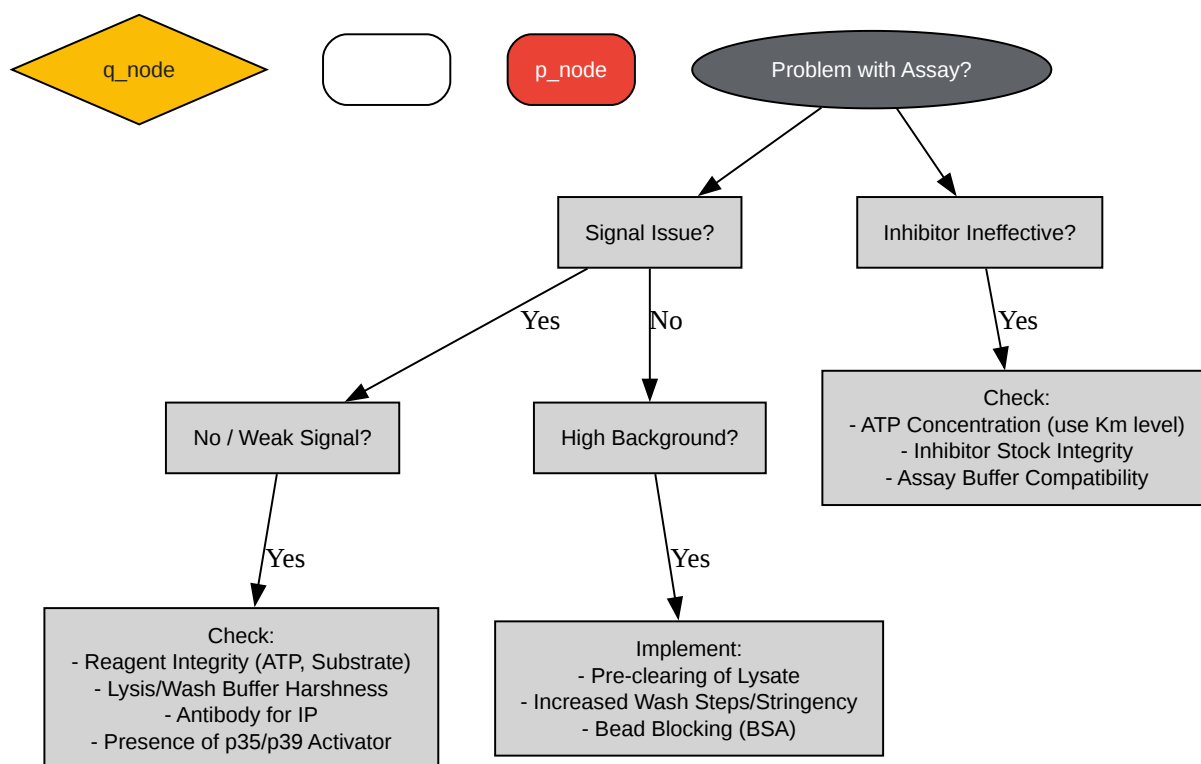 q_node
p_node
Problem with Assay?
Signal Issue?
Inhibitor Ineffective?
Yes
No
Yes
No / Weak Signal?
High Background?
Check:
- ATP Concentration (use Km level)
- Inhibitor Stock Integrity
- Assay Buffer Compatibility
Yes
Yes
Check:
- Reagent Integrity (ATP, Substrate)
- Lysis/Wash Buffer Harshness
- Antibody for IP
- Presence of p35/p39 Activator
Implement:
- Pre-clearing of Lysate
- Increased Wash Steps/Stringency
- Bead Blocking (BSA)